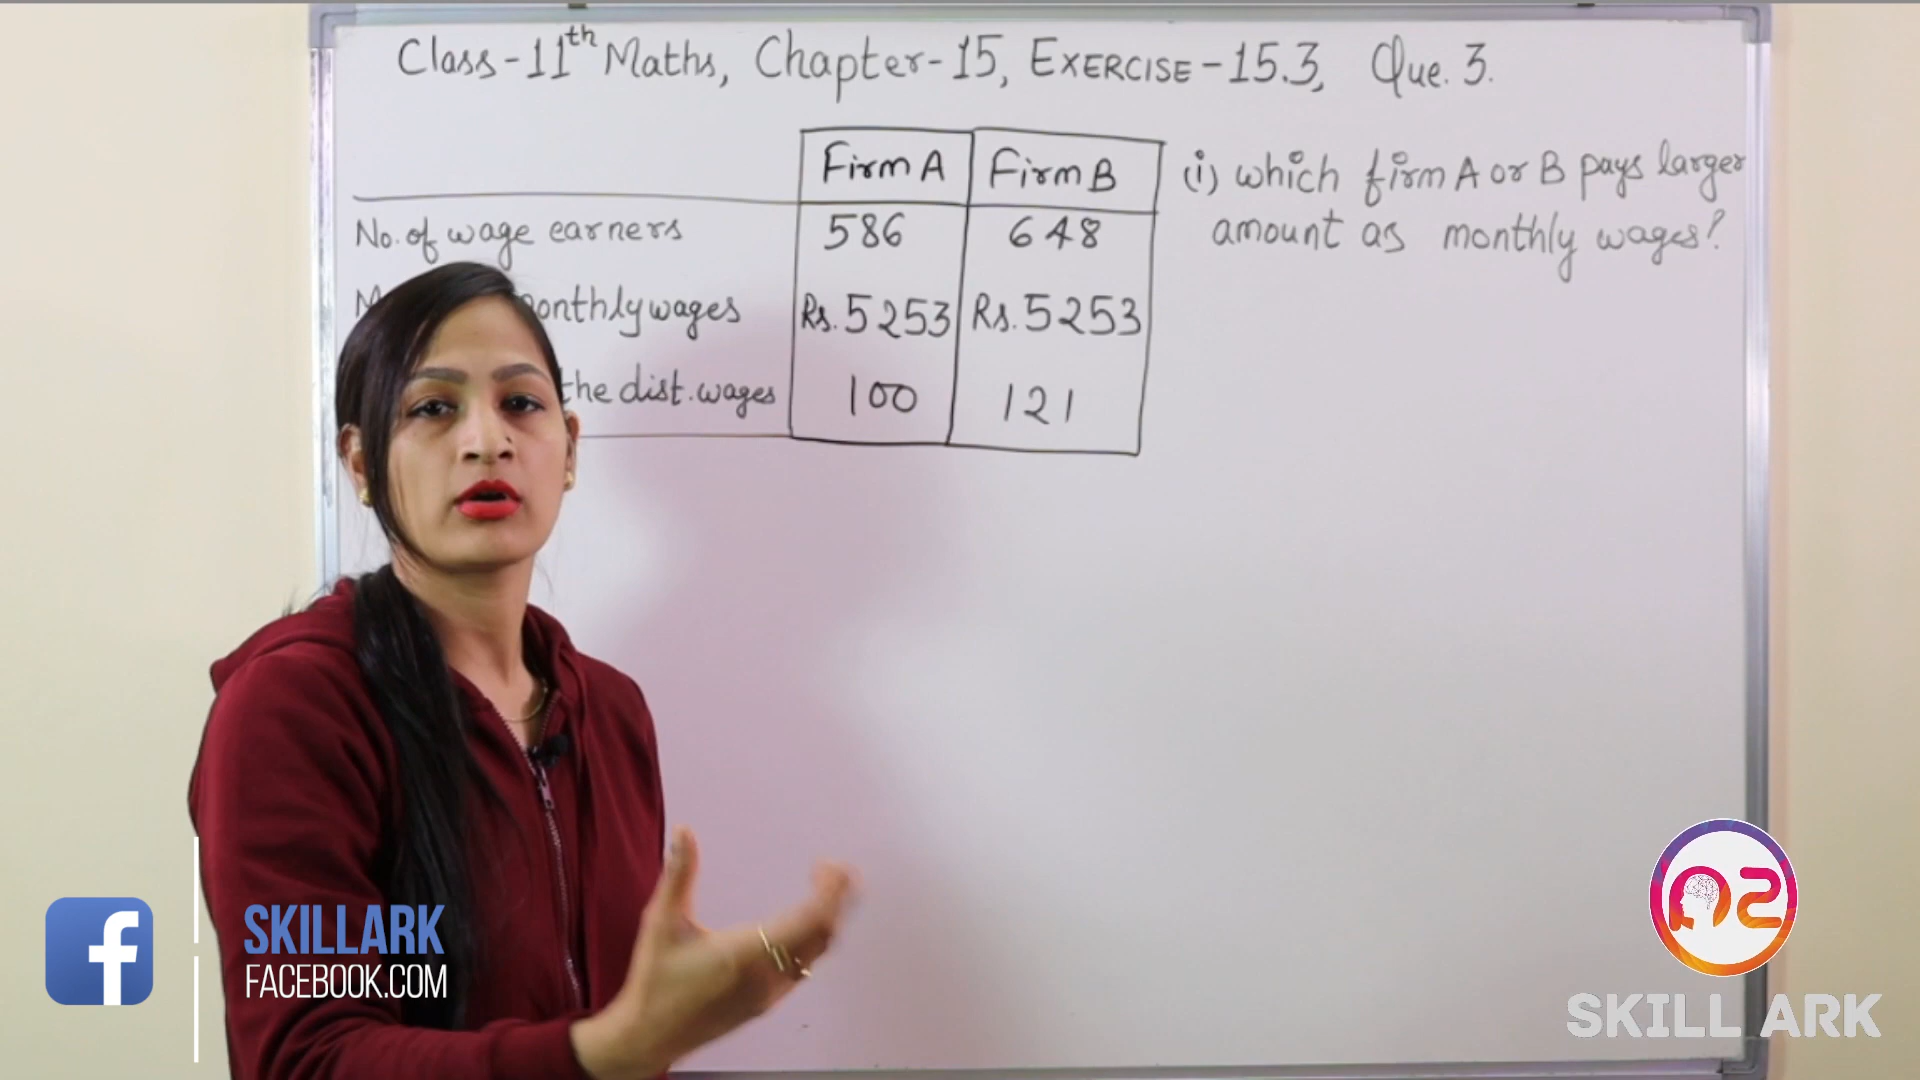 Class-11th Maths, Chapter-15, EXERCISE-15.3, Que. 3.
Firm A Firm B
No. of wage earners 586 648
onthly wages Rs. 5253 Rs. 5253
the dist. wages 100 121
(i) which firm A or B pays larger
amount as monthly wages?
SKILLARK
FACEBOOK.COM
SKILL ARK